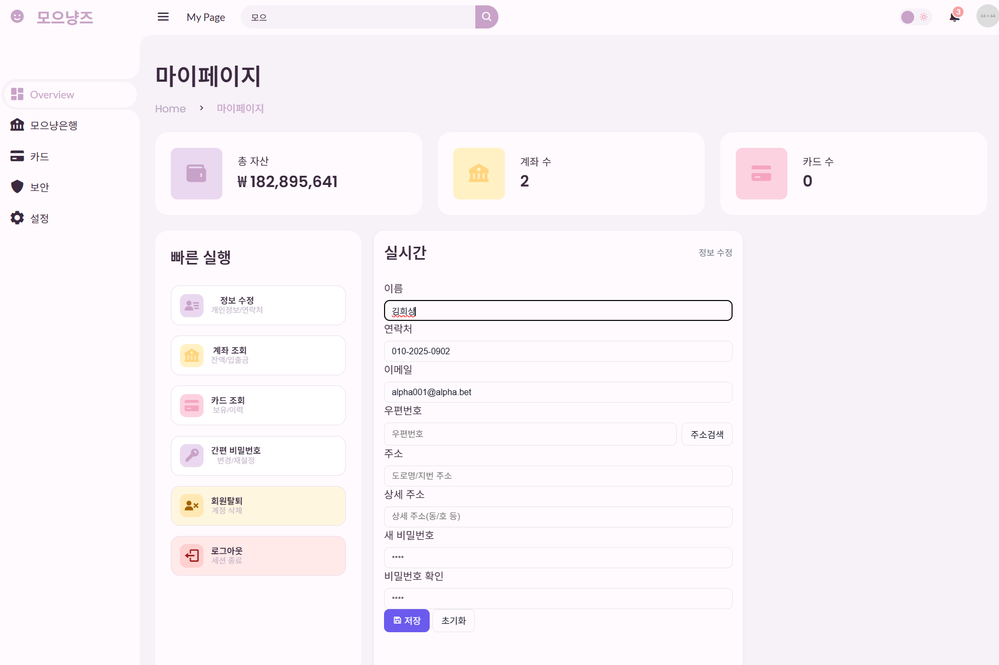 모으냥즈
My Page
모으
3
64 × 64
Overview
모으냥은행
카드
보안
설정
마이페이지
Home
마이페이지
총 자산
₩ 182,895,641
계좌 수
2
카드 수
0
빠른 실행
정보 수정
개인정보/연락처
계좌 조회
잔액/입출금
카드 조회
보유/이력
간편 비밀번호
변경/재설정
회원탈퇴
계정 삭제
로그아웃
세션 종료
실시간
정보 수정
이름
김희상
연락처
010-2025-0902
이메일
alpha001@alpha.bet
우편번호
우편번호
주소검색
주소
도로명/지번 주소
상세 주소
상세 주소(동/호 등)
새 비밀번호
••••
비밀번호 확인
••••
저장
초기화